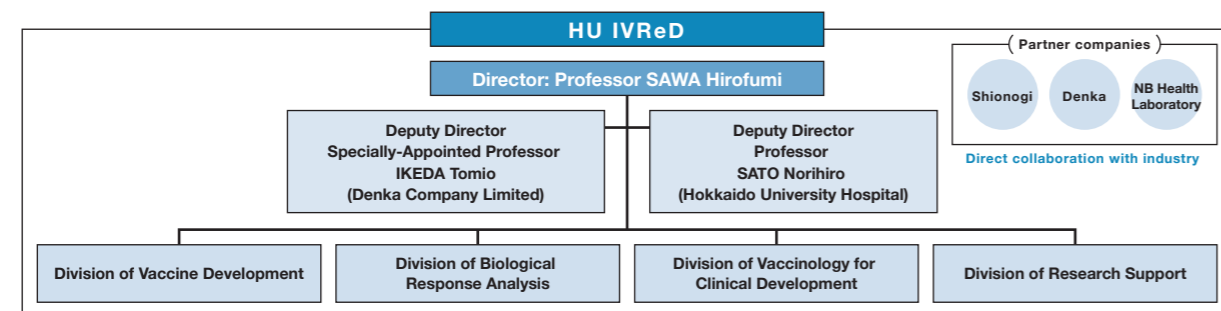 HU IVReD
Director: Professor SAWA Hirofumi
Deputy Director
Specially-Appointed Professor
IKEDA Tomio
(Denka Company Limited)
Deputy Director
Professor
SATO Norihiro
(Hokkaido University Hospital)
Partner companies
Shionogi
Denka
NB Health
Laboratory
Direct collaboration with industry
Division of Vaccine Development
Division of Biological
Response Analysis
Division of Vaccinology for
Clinical Development
Division of Research Support